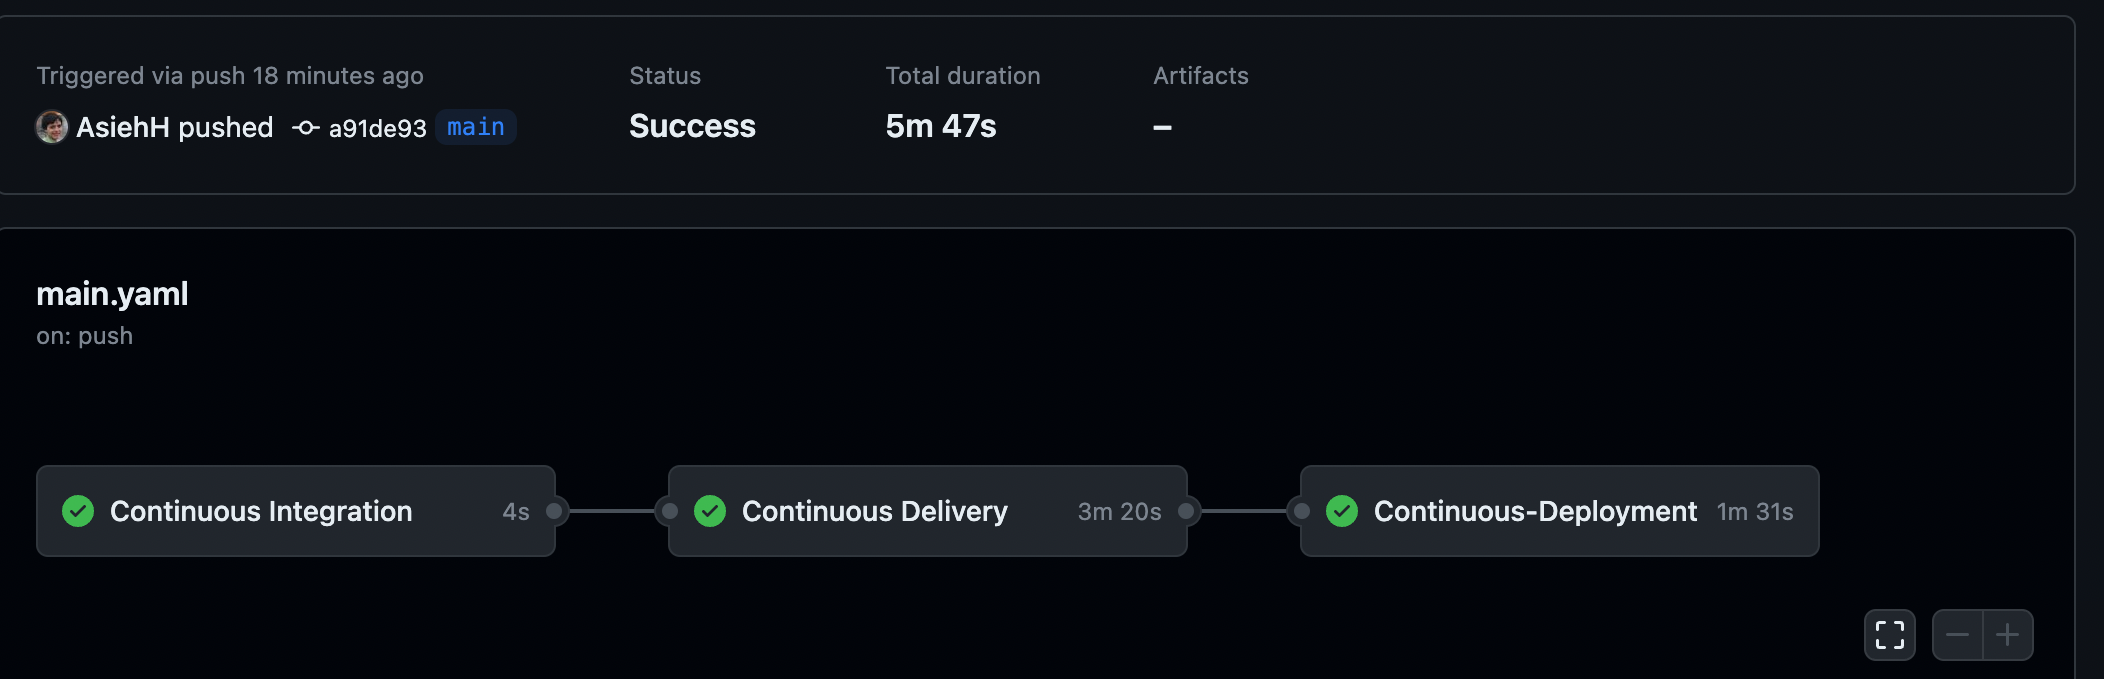 Triggered via push 18 minutes ago
AsiehH pushed a91de93 main
Status
Success
Total duration
5m 47s
Artifacts
–
main.yaml
on: push
Continuous Integration 4s
Continuous Delivery 3m 20s
Continuous-Deployment 1m 31s